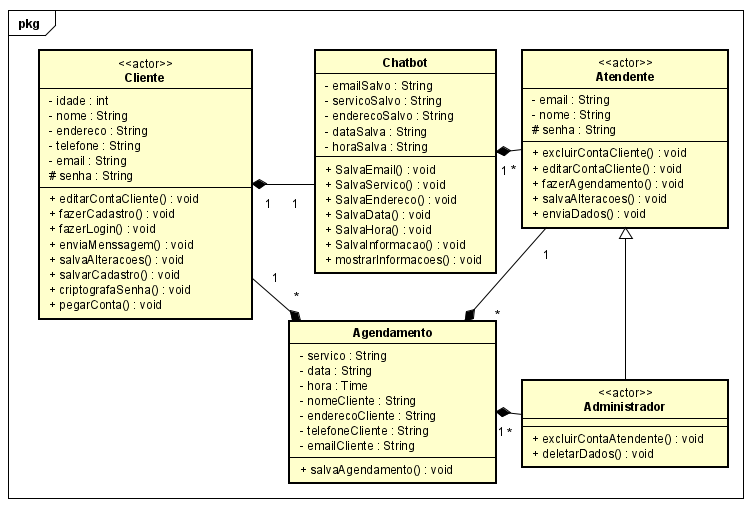 pkg
<<actor>>
Cliente
- idade : int
- nome : String
- endereco : String
- telefone : String
- email : String
# senha : String
+ editarContaCliente() : void
+ fazerCadastro() : void
+ fazerLogin() : void
+ enviaMenssagem() : void
+ salvaAlteracoes() : void
+ salvarCadastro() : void
+ criptografaSenha() : void
+ pegarConta() : void
Chatbot
- emailSalvo : String
- servicoSalvo : String
- enderecoSalvo : String
- dataSalva : String
- horaSalva : String
+ SalvaEmail() : void
+ SalvaServico() : void
+ SalvaEndereco() : void
+ SalvaData() : void
+ SalvaHora() : void
+ SalvaInformacao() : void
+ mostrarInformacoes() : void
<<actor>>
Atendente
- email : String
- nome : String
# senha : String
+ excluirContaCliente() : void
+ editarContaCliente() : void
+ fazerAgendamento() : void
+ salvaAlteracoes() : void
+ enviaDados() : void
1 1
1 *
1
*
1
*
Agendamento
- servico : String
- data : String
- hora : Time
- nomeCliente : String
- enderecoCliente : String
- telefoneCliente : String
- emailCliente : String
+ salvaAgendamento() : void
1 *
<<actor>>
Administrador
+ excluirContaAtendente() : void
+ deletarDados() : void